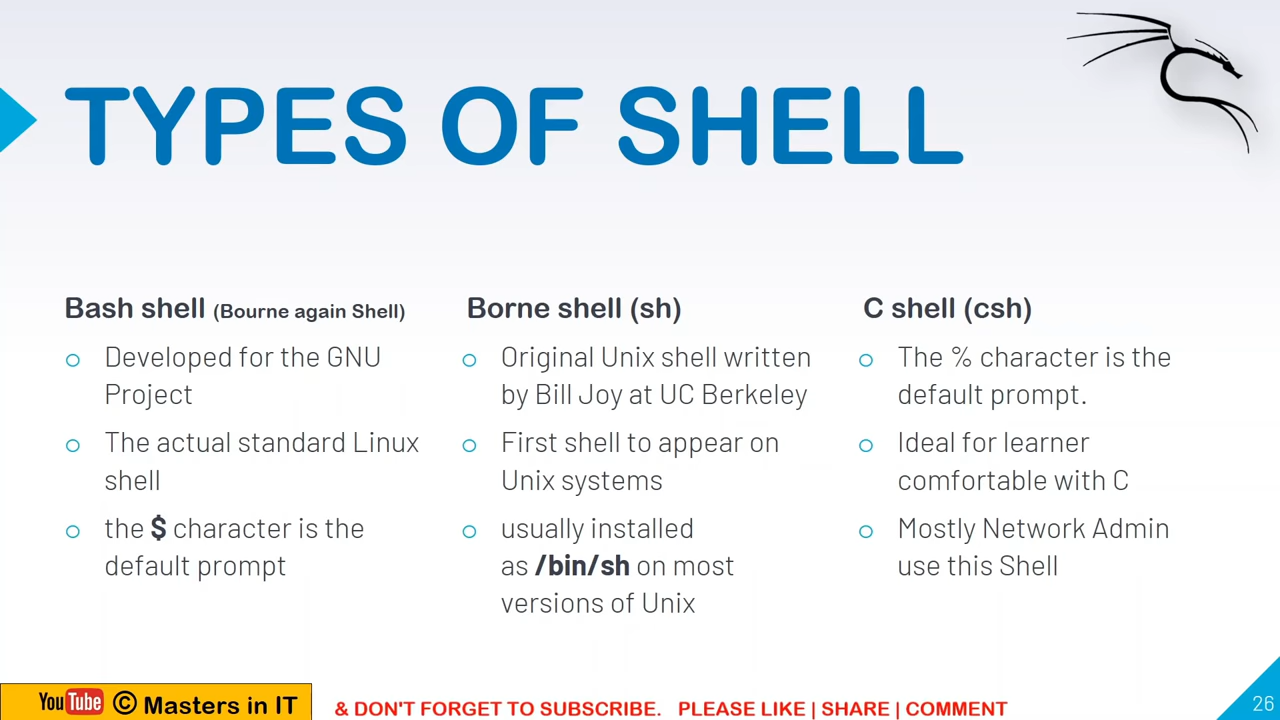 TYPES OF SHELL
Bash shell (Bourne again Shell)
Developed for the GNU
Project
The actual standard Linux
shell
the $ character is the
default prompt
Borne shell (sh)
Original Unix shell written
by Bill Joy at UC Berkeley
First shell to appear on
Unix systems
usually installed
as /bin/sh on most
versions of Unix
C shell (csh)
The % character is the
default prompt.
Ideal for learner
comfortable with C
Mostly Network Admin
use this Shell
YouTube © Masters in IT
& DON'T FORGET TO SUBSCRIBE. PLEASE LIKE | SHARE | COMMENT
26